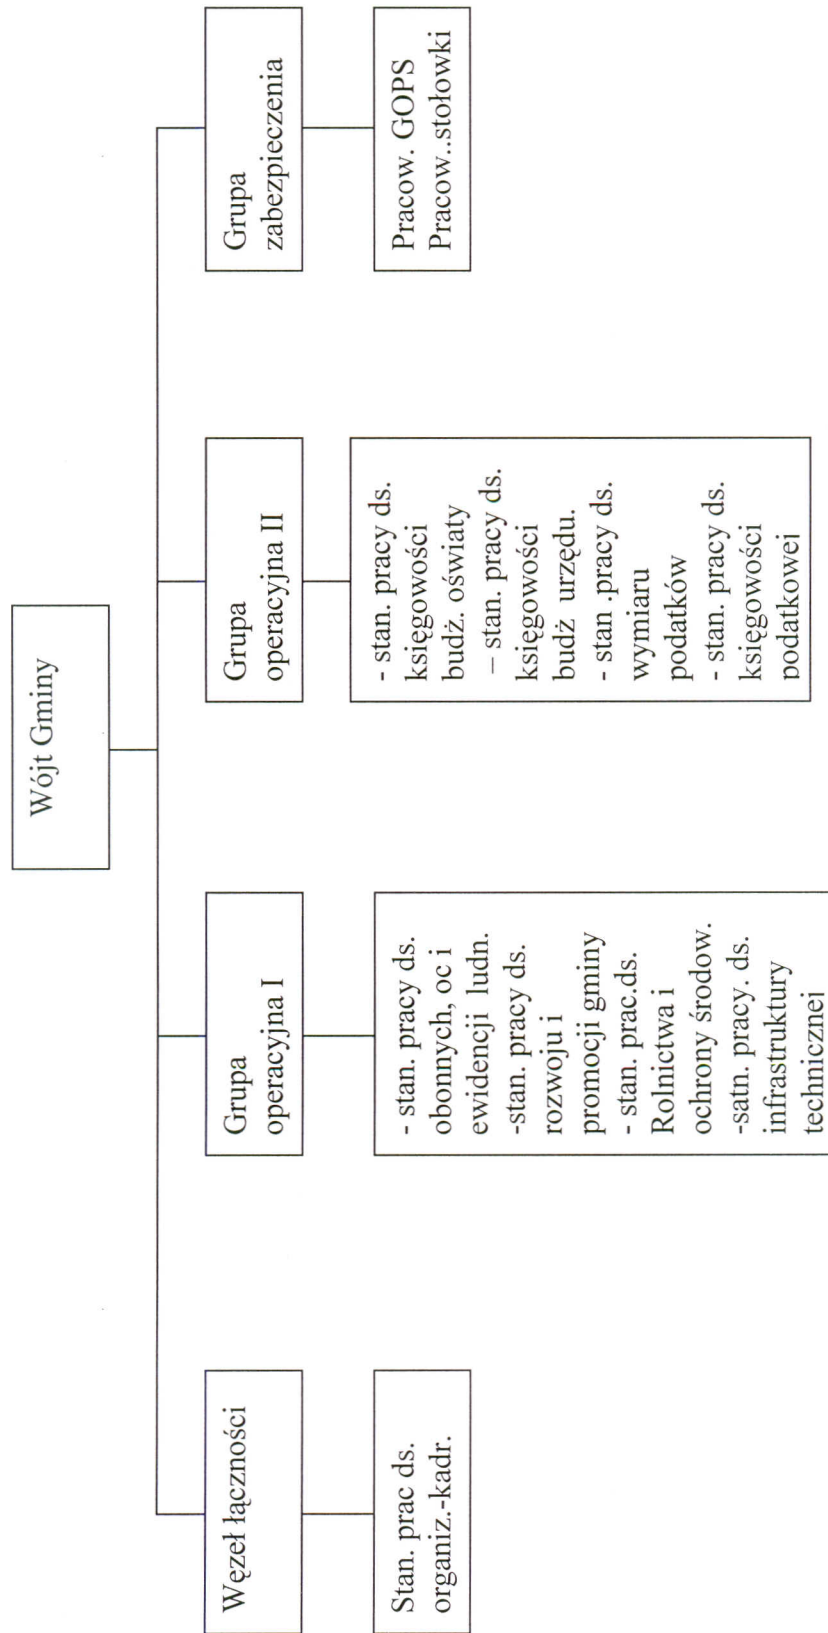 Wójt Gminy
Węzeł łączności
Stan. prac ds.
organiz.-kadr.
Grupa
operacyjna I
- stan. pracy ds.
obonnych, oc i
ewidencji ludn.
-stan. pracy ds.
rozwoju i
promocji gminy
- stan. prac.ds.
Rolnictwa i
ochrony środow.
-satn. pracy. ds.
infrastruktury
technicznej
Grupa
operacyjna II
- stan. pracy ds.
księgowości
budż. oświaty
– stan. pracy ds.
księgowości
budż urzędu.
- stan .pracy ds.
wymiaru
podatków
- stan. pracy ds.
księgowości
podatkowej
Grupa
zabezpieczenia
Pracow. GOPS
Pracow..stołowki